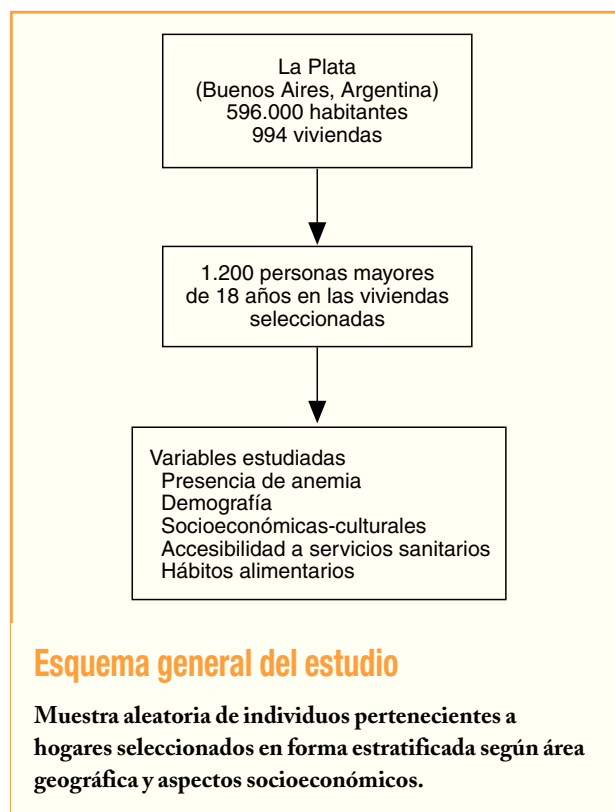 La Plata
(Buenos Aires, Argentina)
596.000 habitantes
994 viviendas
1.200 personas mayores
de 18 años en las viviendas
seleccionadas
Variables estudiadas
Presencia de anemia
Demografía
Socioeconómicas-culturales
Accesibilidad a servicios sanitarios
Hábitos alimentarios
Esquema general del estudio
Muestra aleatoria de individuos pertenecientes a
hogares seleccionados en forma estratificada según área
geográfica y aspectos socioeconómicos.